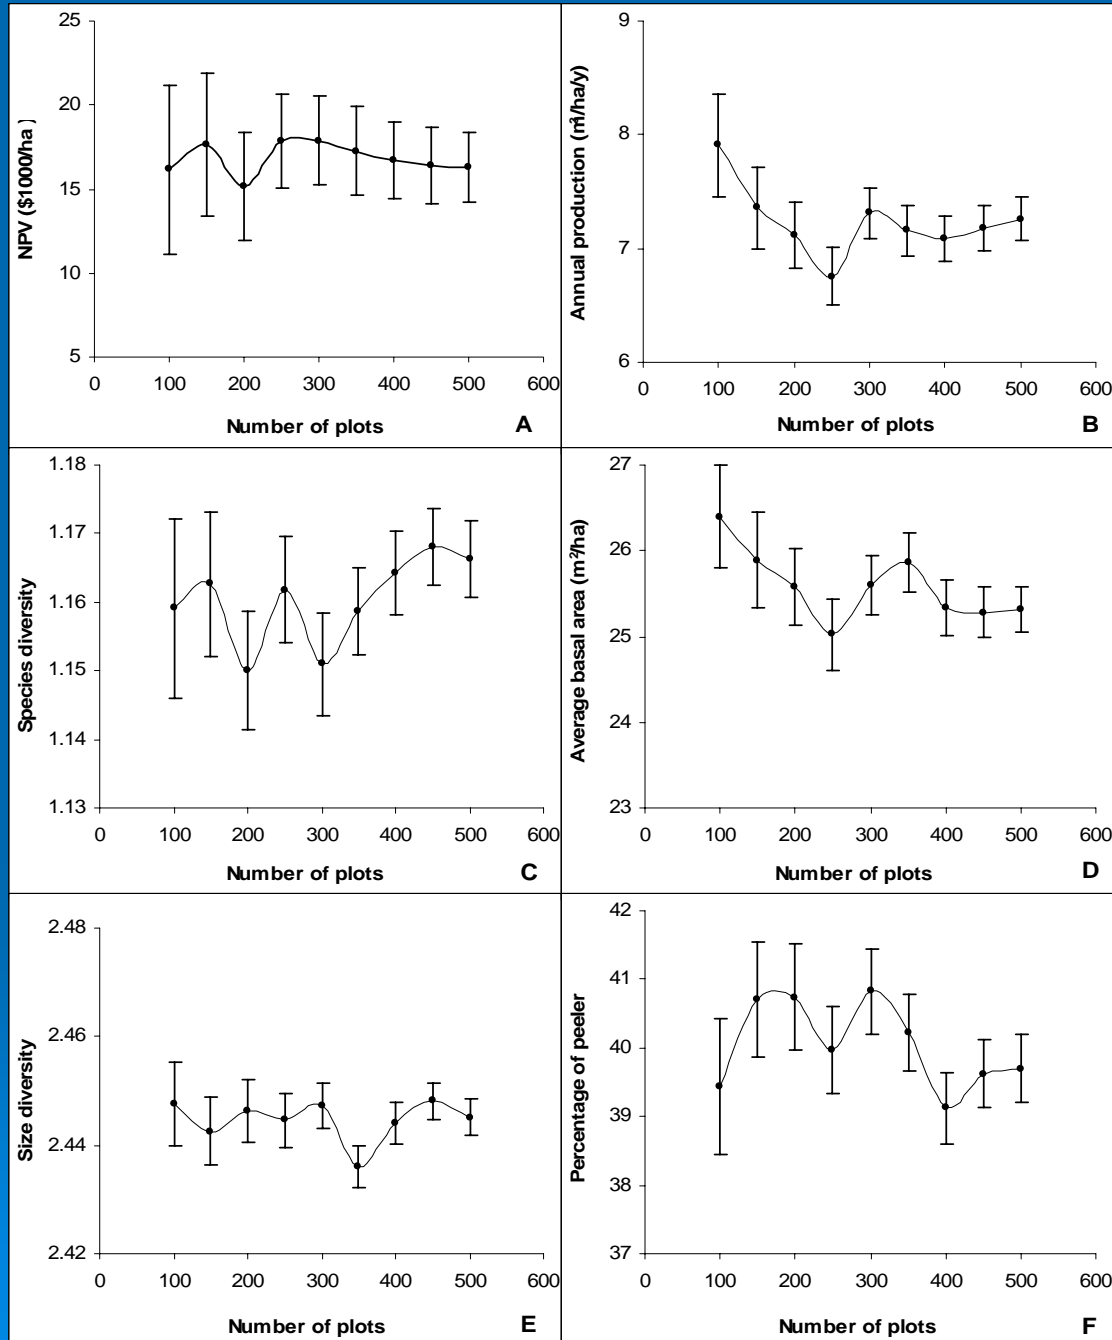 25
20
15
10
5
0 100 200 300 400 500 600
NPV ($1000/ha)
Number of plots
A
9
8
7
6
0 100 200 300 400 500 600
Annual production (m³/ha/y)
Number of plots
B
1.18
1.17
1.16
1.15
1.14
1.13
0 100 200 300 400 500 600
Species diversity
Number of plots
C
27
26
25
24
23
0 100 200 300 400 500 600
Average basal area (m²/ha)
Number of plots
D
2.48
2.46
2.44
2.42
0 100 200 300 400 500 600
Size diversity
Number of plots
E
42
41
40
39
38
37
0 100 200 300 400 500 600
Percentage of peeler
Number of plots
F